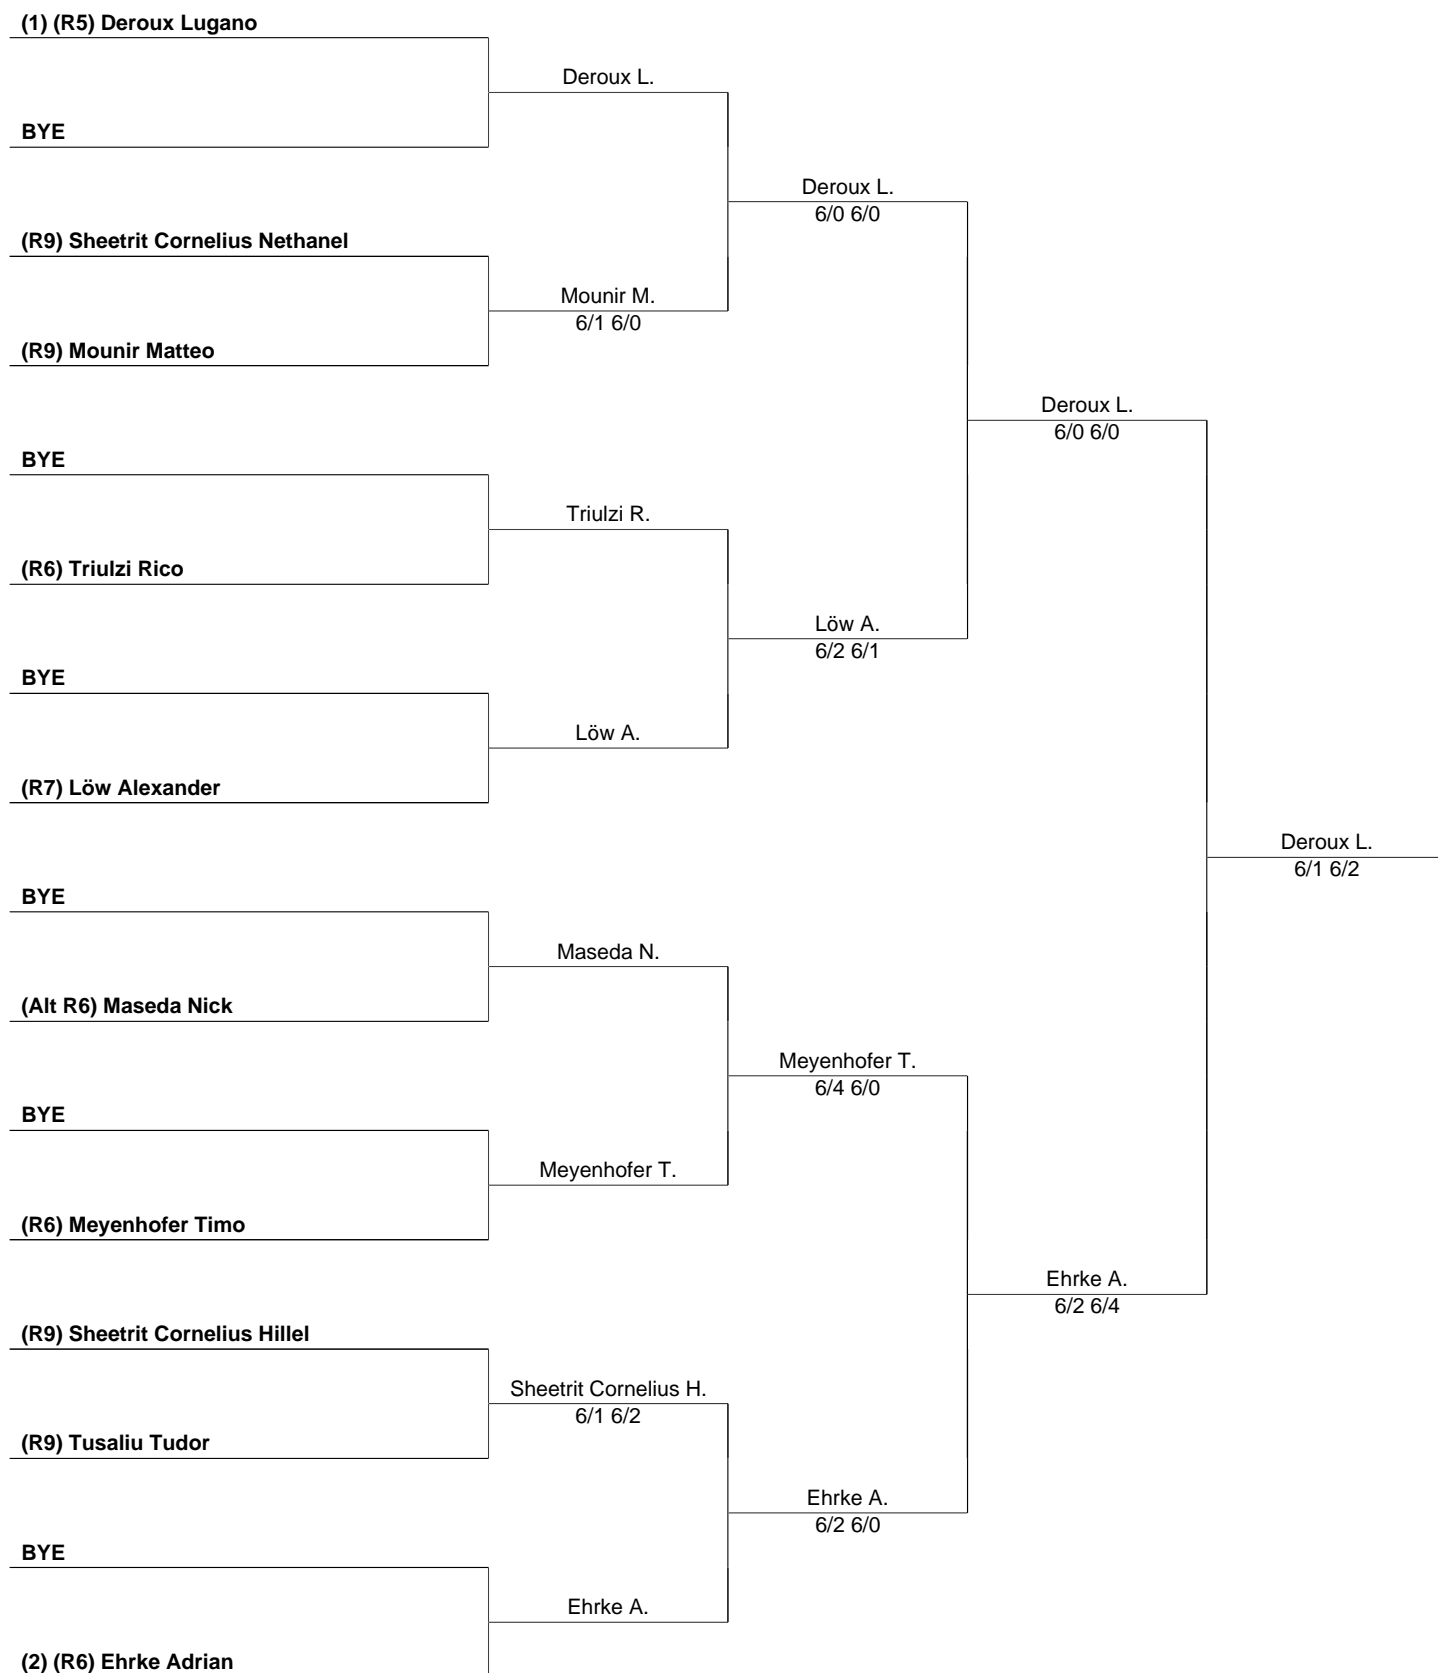 (1) (R5) Deroux Lugano
Deroux L.
BYE
Deroux L.
6/0 6/0
(R9) Sheetrit Cornelius Nethanel
Mounir M.
6/1 6/0
(R9) Mounir Matteo
Deroux L.
6/0 6/0
BYE
Triulzi R.
(R6) Triulzi Rico
Löw A.
6/2 6/1
BYE
Löw A.
(R7) Löw Alexander
Deroux L.
6/1 6/2
BYE
Maseda N.
(Alt R6) Maseda Nick
Meyenhofer T.
6/4 6/0
BYE
Meyenhofer T.
(R6) Meyenhofer Timo
Ehrke A.
6/2 6/4
(R9) Sheetrit Cornelius Hillel
Sheetrit Cornelius H.
6/1 6/2
(R9) Tusaliu Tudor
Ehrke A.
6/2 6/0
BYE
Ehrke A.
(2) (R6) Ehrke Adrian